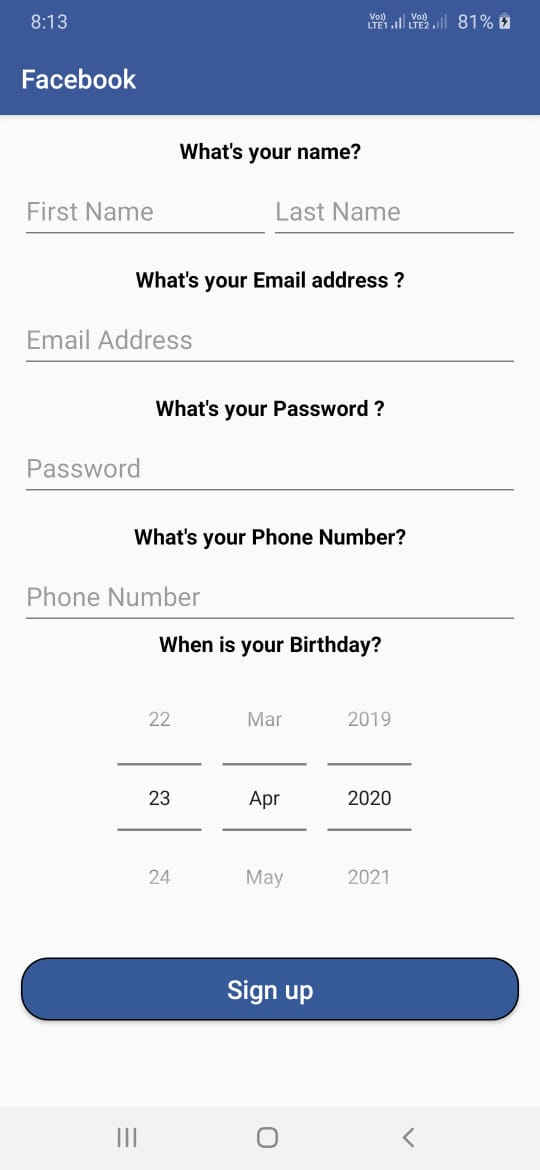 8:13 Vo)) LTE1 Vo)) LTE2 81%
Facebook
What's your name?
First Name Last Name
What's your Email address ?
Email Address
What's your Password ?
Password
What's your Phone Number?
Phone Number
When is your Birthday?
22 Mar 2019
23 Apr 2020
24 May 2021
Sign up